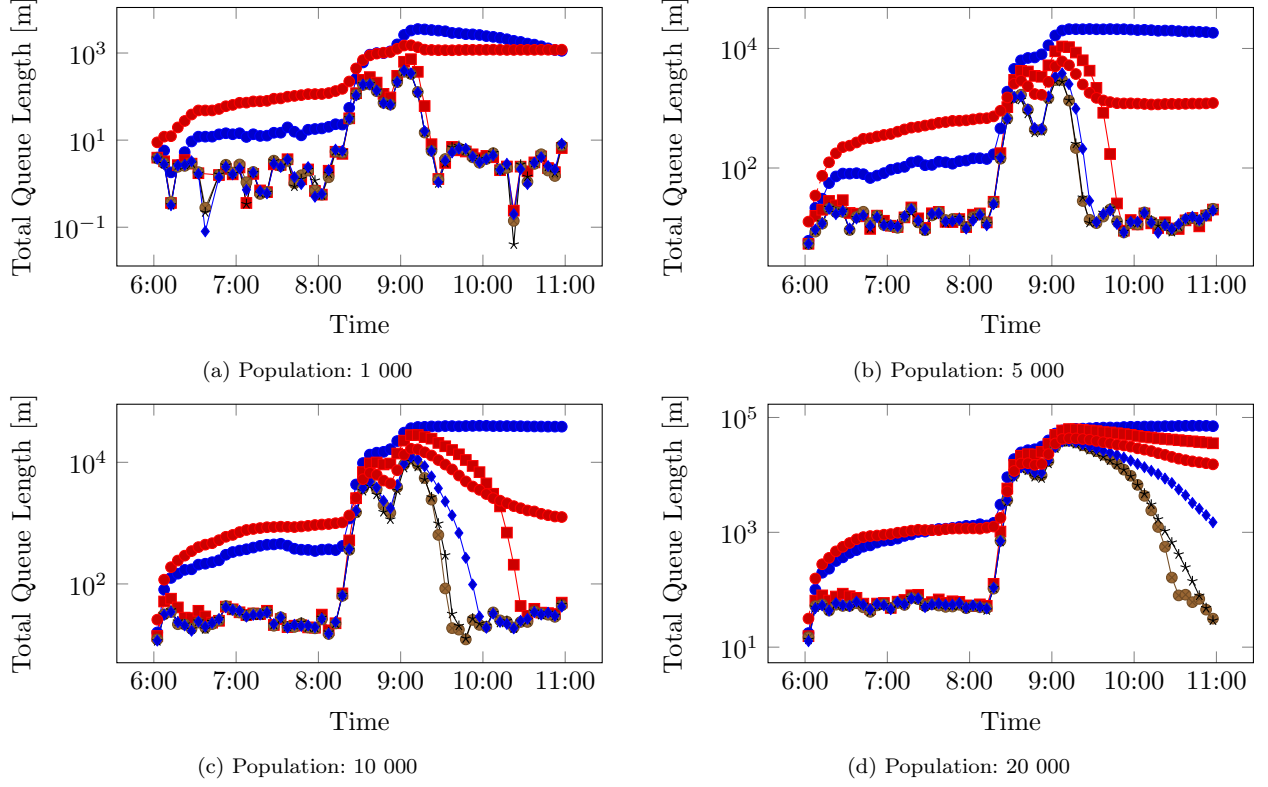 Total Queue Length [m]
10^3
10^1
10^−1
6:00 7:00 8:00 9:00 10:00 11:00
Time
(a) Population: 1 000
Total Queue Length [m]
10^4
10^2
6:00 7:00 8:00 9:00 10:00 11:00
Time
(b) Population: 5 000
Total Queue Length [m]
10^4
10^2
6:00 7:00 8:00 9:00 10:00 11:00
Time
(c) Population: 10 000
Total Queue Length [m]
10^5
10^3
10^1
6:00 7:00 8:00 9:00 10:00 11:00
Time
(d) Population: 20 000